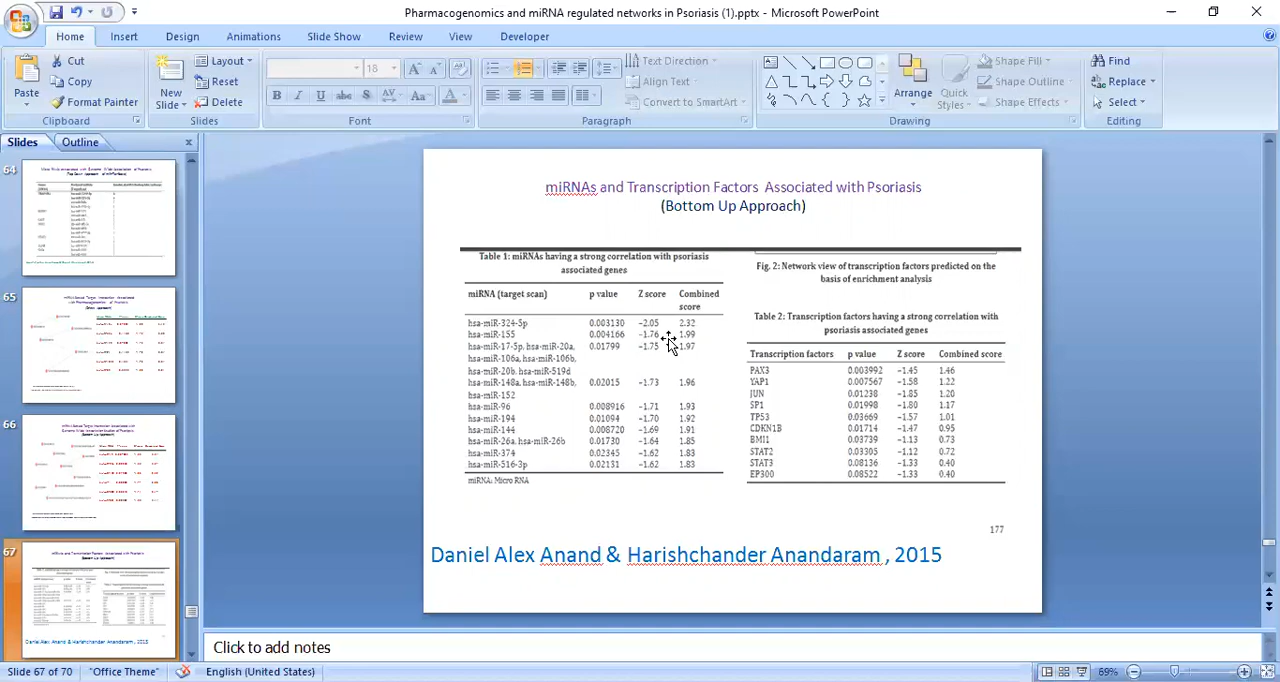 Pharmacogenomics and miRNA regulated networks in Psoriasis (1).pptx - Microsoft PowerPoint
Home Insert Design Animations Slide Show Review View Developer
Paste
Cut
Copy
Format Painter
Clipboard
New Slide
Layout
Reset
Delete
Slides
18
B I U abc S AV Aa A
Font
Text Direction
Align Text
Convert to SmartArt
Paragraph
Arrange
Quick Styles
Shape Fill
Shape Outline
Shape Effects
Drawing
Find
Replace
Select
Editing
Slides Outline
64
65
66
67
miRNAs and Transcription Factors Associated with Psoriasis
(Bottom Up Approach)
Table 1: miRNAs having a strong correlation with psoriasis
associated genes
miRNA (target scan) p value Z score Combined
score
hsa-miR-324-5p 0.003130 −2.05 2.32
hsa-miR-155 0.004166 −1.76 1.99
hsa-miR-17-5p, hsa-miR-20a, 0.01799 −1.75 1.97
hsa-miR-106a, hsa-miR-106b,
hsa-miR-20b, hsa-miR-519d
hsa-miR-148a, hsa-miR-148b, 0.02015 −1.73 1.96
hsa-miR-152
hsa-miR-96 0.008916 −1.71 1.93
hsa-miR-194 0.01094 −1.70 1.92
hsa-miR-144 0.008720 −1.69 1.91
hsa-miR-26a, hsa-miR-26b 0.01730 −1.64 1.85
hsa-miR-374 0.02345 −1.62 1.83
hsa-miR-516-3p 0.02131 −1.62 1.83
miRNA: Micro RNA
Fig. 2: Network view of transcription factors predicted on the
basis of enrichment analysis
Table 2: Transcription factors having a strong correlation with
psoriasis associated genes
Transcription factors p value Z score Combined score
PAX3 0.003992 −1.45 1.46
YAP1 0.007567 −1.58 1.22
JUN 0.01238 −1.85 1.20
SP1 0.01998 −1.80 1.17
TP53 0.03669 −1.57 1.01
CDKN1B 0.01714 −1.47 0.95
BMI1 0.03739 −1.13 0.73
STAT2 0.03305 −1.12 0.72
STAT3 0.08136 −1.33 0.40
EP300 0.08522 −1.33 0.40
177
Daniel Alex Anand & Harishchander Anandaram , 2015
Click to add notes
Slide 67 of 70 "Office Theme" English (United States) 69%